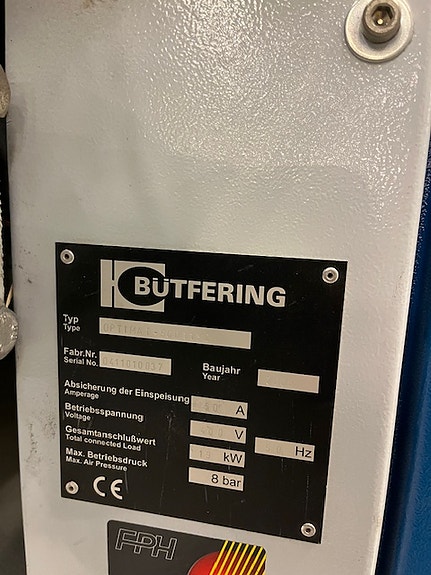 BÜTFERING
Typ
Type
Fabr.Nr. 0411010037
Serial No.
Baujahr
Year
Absicherung der Einspeisung A
Amperage
Betriebsspannung V
Voltage
Gesamtanschlußwert kW Hz
Total connected Load
Max. Betriebsdruck 8 bar
Max. Air Pressure
CE
FPH